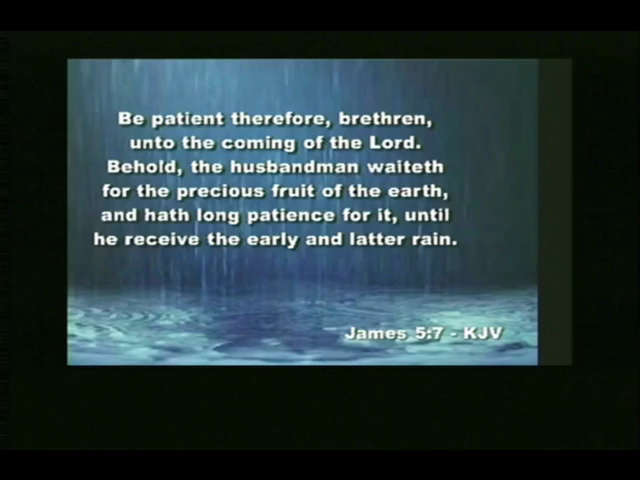 Be patient therefore, brethren,
unto the coming of the Lord.
Behold, the husbandman waiteth
for the precious fruit of the earth,
and hath long patience for it, until
he receive the early and latter rain.
James 5:7 - KJV